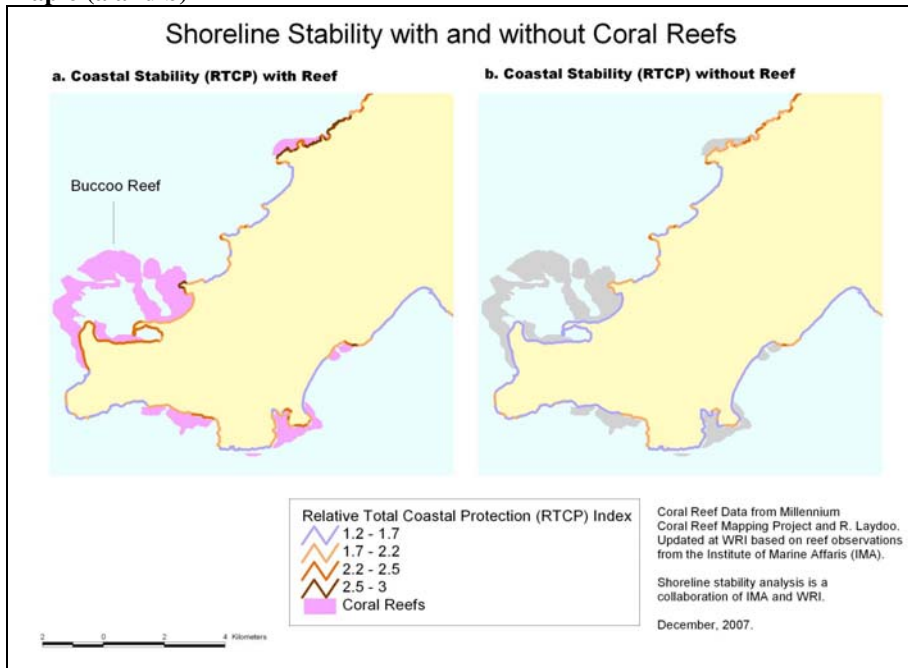 Shoreline Stability with and without Coral Reefs
a. Coastal Stability (RTCP) with Reef
b. Coastal Stability (RTCP) without Reef
Buccoo Reef
Relative Total Coastal Protection (RTCP) Index
1.2 - 1.7
1.7 - 2.2
2.2 - 2.5
2.5 - 3
Coral Reefs
Coral Reef Data from Millennium
Coral Reef Mapping Project and R. Laydoo.
Updated at WRI based on reef observations
from the Institute of Marine Affaris (IMA).
Shoreline stability analysis is a
collaboration of IMA and WRI.
December, 2007.
2 0 2 4 Kilometers